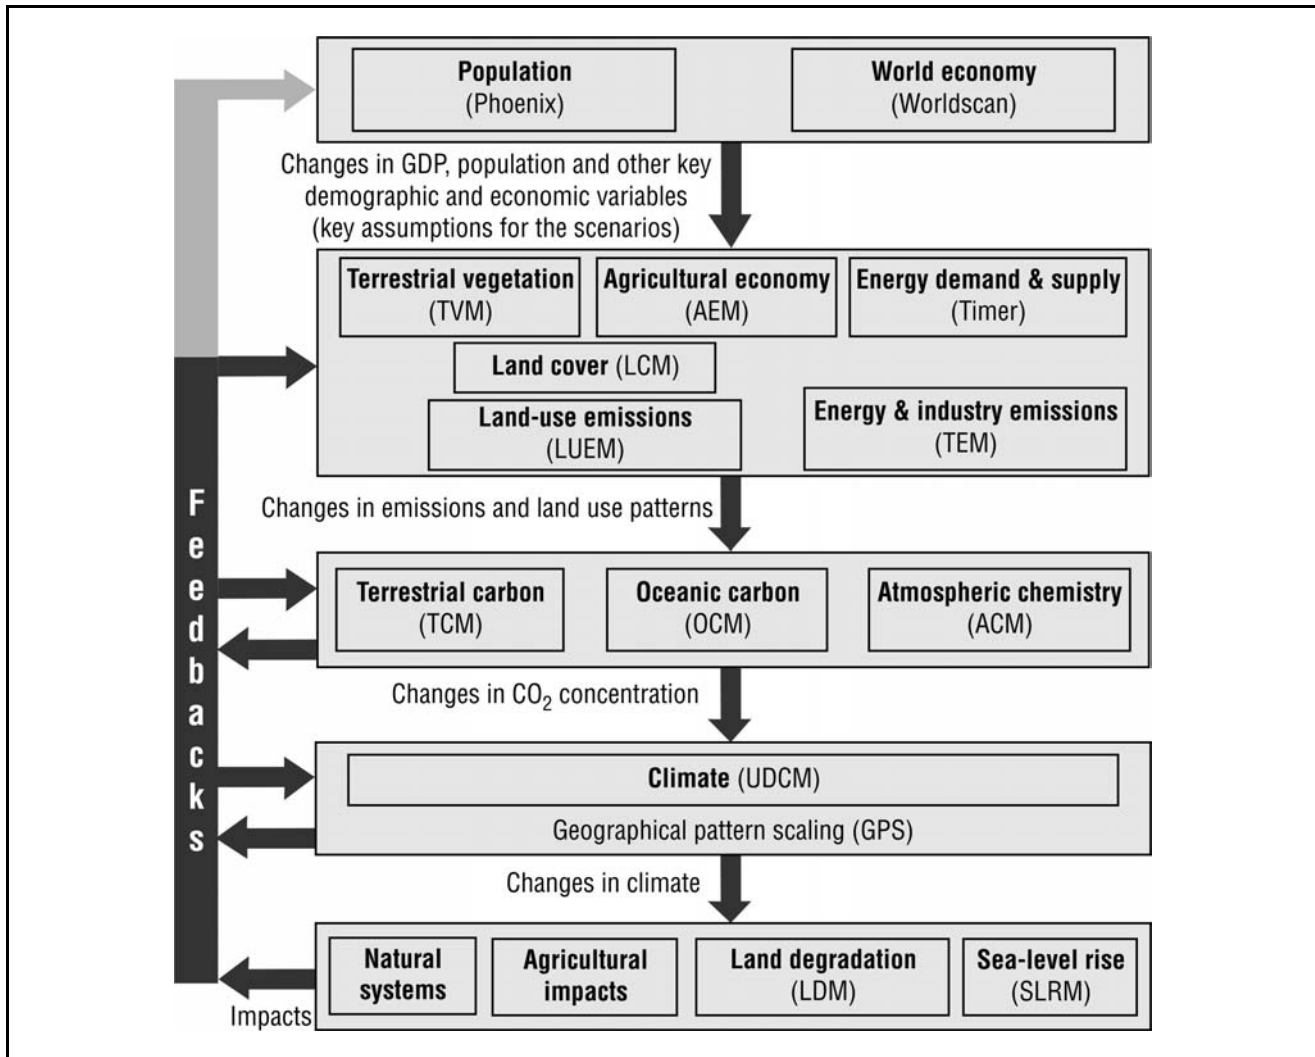 Population
(Phoenix)
World economy
(Worldscan)
Changes in GDP, population and other key
demographic and economic variables
(key assumptions for the scenarios)
Terrestrial vegetation
(TVM)
Agricultural economy
(AEM)
Energy demand & supply
(Timer)
Land cover (LCM)
Land-use emissions
(LUEM)
Energy & industry emissions
(TEM)
Changes in emissions and land use patterns
Feedbacks
Terrestrial carbon
(TCM)
Oceanic carbon
(OCM)
Atmospheric chemistry
(ACM)
Changes in CO₂ concentration
Climate (UDCM)
Geographical pattern scaling (GPS)
Changes in climate
Natural
systems
Agricultural
impacts
Land degradation
(LDM)
Sea-level rise
(SLRM)
Impacts